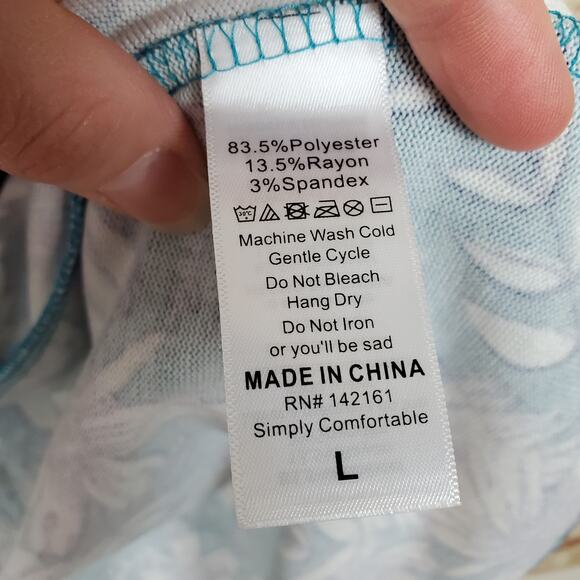 83.5%Polyester
13.5%Rayon
3%Spandex
30°C
Machine Wash Cold
Gentle Cycle
Do Not Bleach
Hang Dry
Do Not Iron
or you'll be sad
MADE IN CHINA
RN# 142161
Simply Comfortable
L